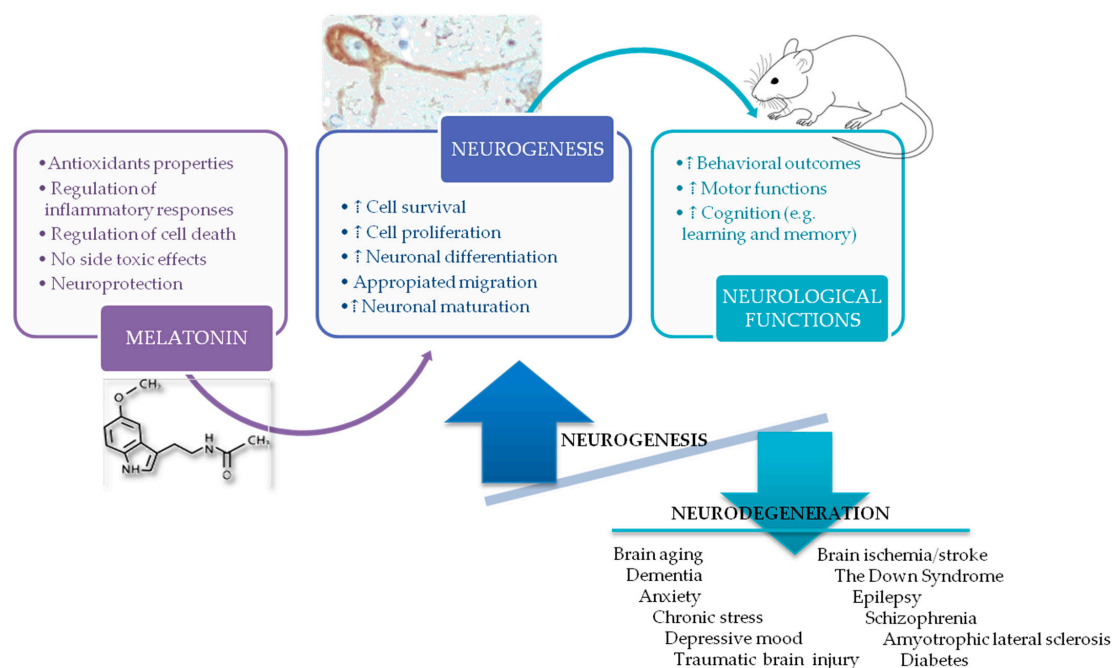 • Antioxidants properties
• Regulation of
inflammatory responses
• Regulation of cell death
• No side toxic effects
• Neuroprotection
MELATONIN
O
CH₃
NH
H
N
O
CH₃
NEUROGENESIS
• ↑ Cell survival
• ↑ Cell proliferation
• ↑ Neuronal differentiation
• Appropiated migration
• ↑ Neuronal maturation
• ↑ Behavioral outcomes
• ↑ Motor functions
• ↑ Cognition (e.g.
learning and memory)
NEUROLOGICAL
FUNCTIONS
NEUROGENESIS
NEURODEGENERATION
Brain aging
Dementia
Anxiety
Chronic stress
Depressive mood
Traumatic brain injury
Brain ischemia/stroke
The Down Syndrome
Epilepsy
Schizophrenia
Amyotrophic lateral sclerosis
Diabetes